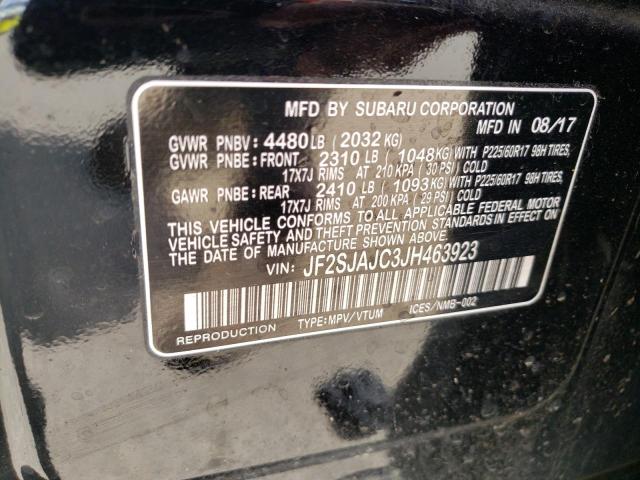 MFD BY SUBARU CORPORATION
MFD IN 08/17
GVWR PNBV : 4480 LB ( 2032 KG)
GVWR PNBE : FRONT 2310 LB ( 1048 KG) WITH P225/60R17 98H TIRES,
17X7J RIMS AT 210 KPA ( 30 PSI) COLD
GAWR PNBE : REAR 2410 LB ( 1093 KG) WITH P225/60R17 98H TIRES,
17X7J RIMS AT 200 KPA ( 29 PSI) COLD
THIS VEHICLE CONFORMS TO ALL APPLICABLE FEDERAL MOTOR
VEHICLE SAFETY AND THEFT PREVENTION STANDARDS IN EFFECT ON
THE DATE OF MANUFACTURE SHOWN ABOVE.
VIN: JF2SJAJC3JH463923
REPRODUCTION TYPE: MPV/VTUM ICES/NMB-002